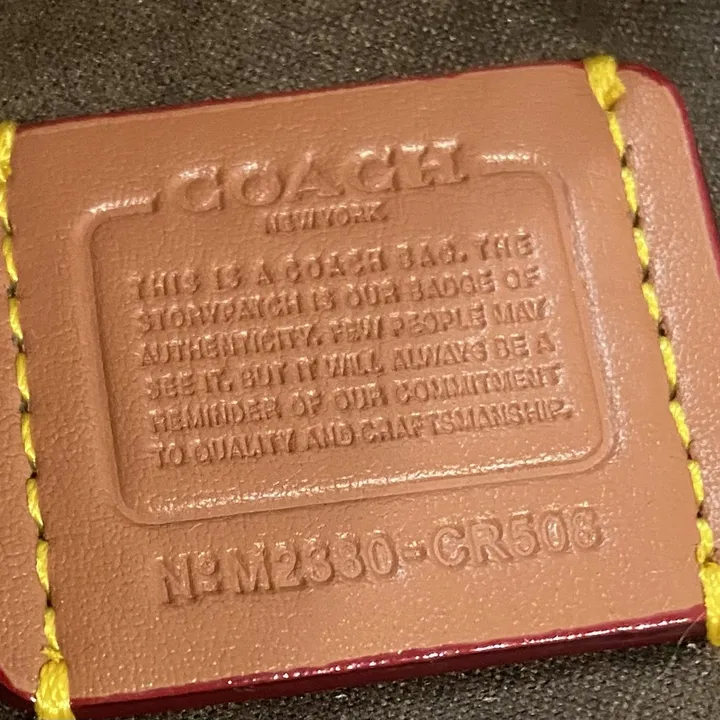 COACH
NEW YORK
THIS IS A COACH BAG. THE
STORYPATCH IS OUR BADGE OF
AUTHENTICITY. FEW PEOPLE MAY
SEE IT. BUT IT WILL ALWAYS BE A
REMINDER OF OUR COMMITMENT
TO QUALITY AND CRAFTSMANSHIP.
Nº M2380-CR508